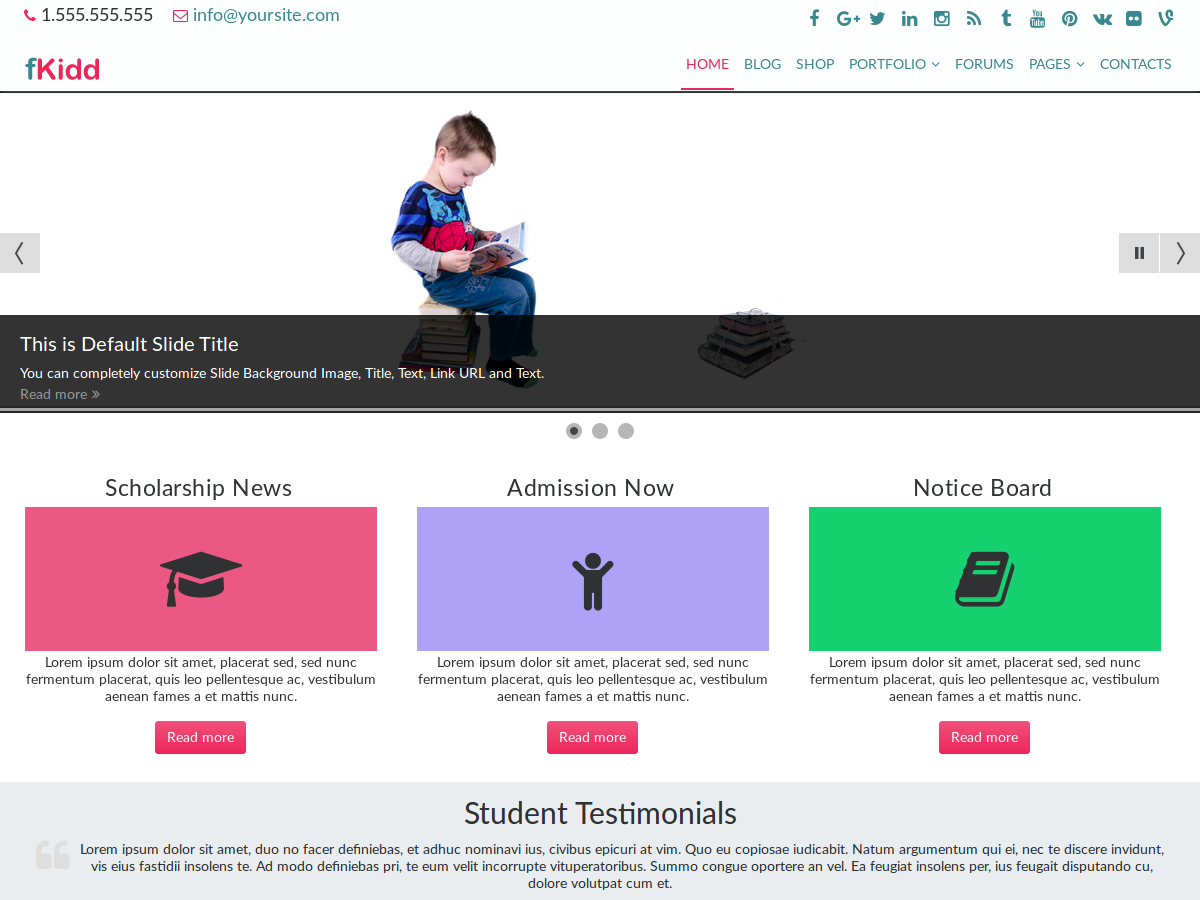 1.555.555.555 info@yoursite.com
fKidd
HOME BLOG SHOP PORTFOLIO FORUMS PAGES CONTACTS
This is Default Slide Title
You can completely customize Slide Background Image, Title, Text, Link URL and Text.
Read more »
Scholarship News
Lorem ipsum dolor sit amet, placerat sed, sed nunc
fermentum placerat, quis leo pellentesque ac, vestibulum
aenean fames a et mattis nunc.
Read more
Admission Now
Lorem ipsum dolor sit amet, placerat sed, sed nunc
fermentum placerat, quis leo pellentesque ac, vestibulum
aenean fames a et mattis nunc.
Read more
Notice Board
Lorem ipsum dolor sit amet, placerat sed, sed nunc
fermentum placerat, quis leo pellentesque ac, vestibulum
aenean fames a et mattis nunc.
Read more
Student Testimonials
Lorem ipsum dolor sit amet, duo no facer definiebas, et adhuc nominavi ius, civibus epicuri at vim. Quo eu copiosae iudicabit. Natum argumentum qui ei, nec te discere invidunt,
vis eius fastidii insolens te. Ad modo definiebas pri, te eum velit incorrupte vituperatoribus. Summo congue oportere an vel. Ea feugiat insolens per, ius feugait disputando cu,
dolore volutpat cum et.